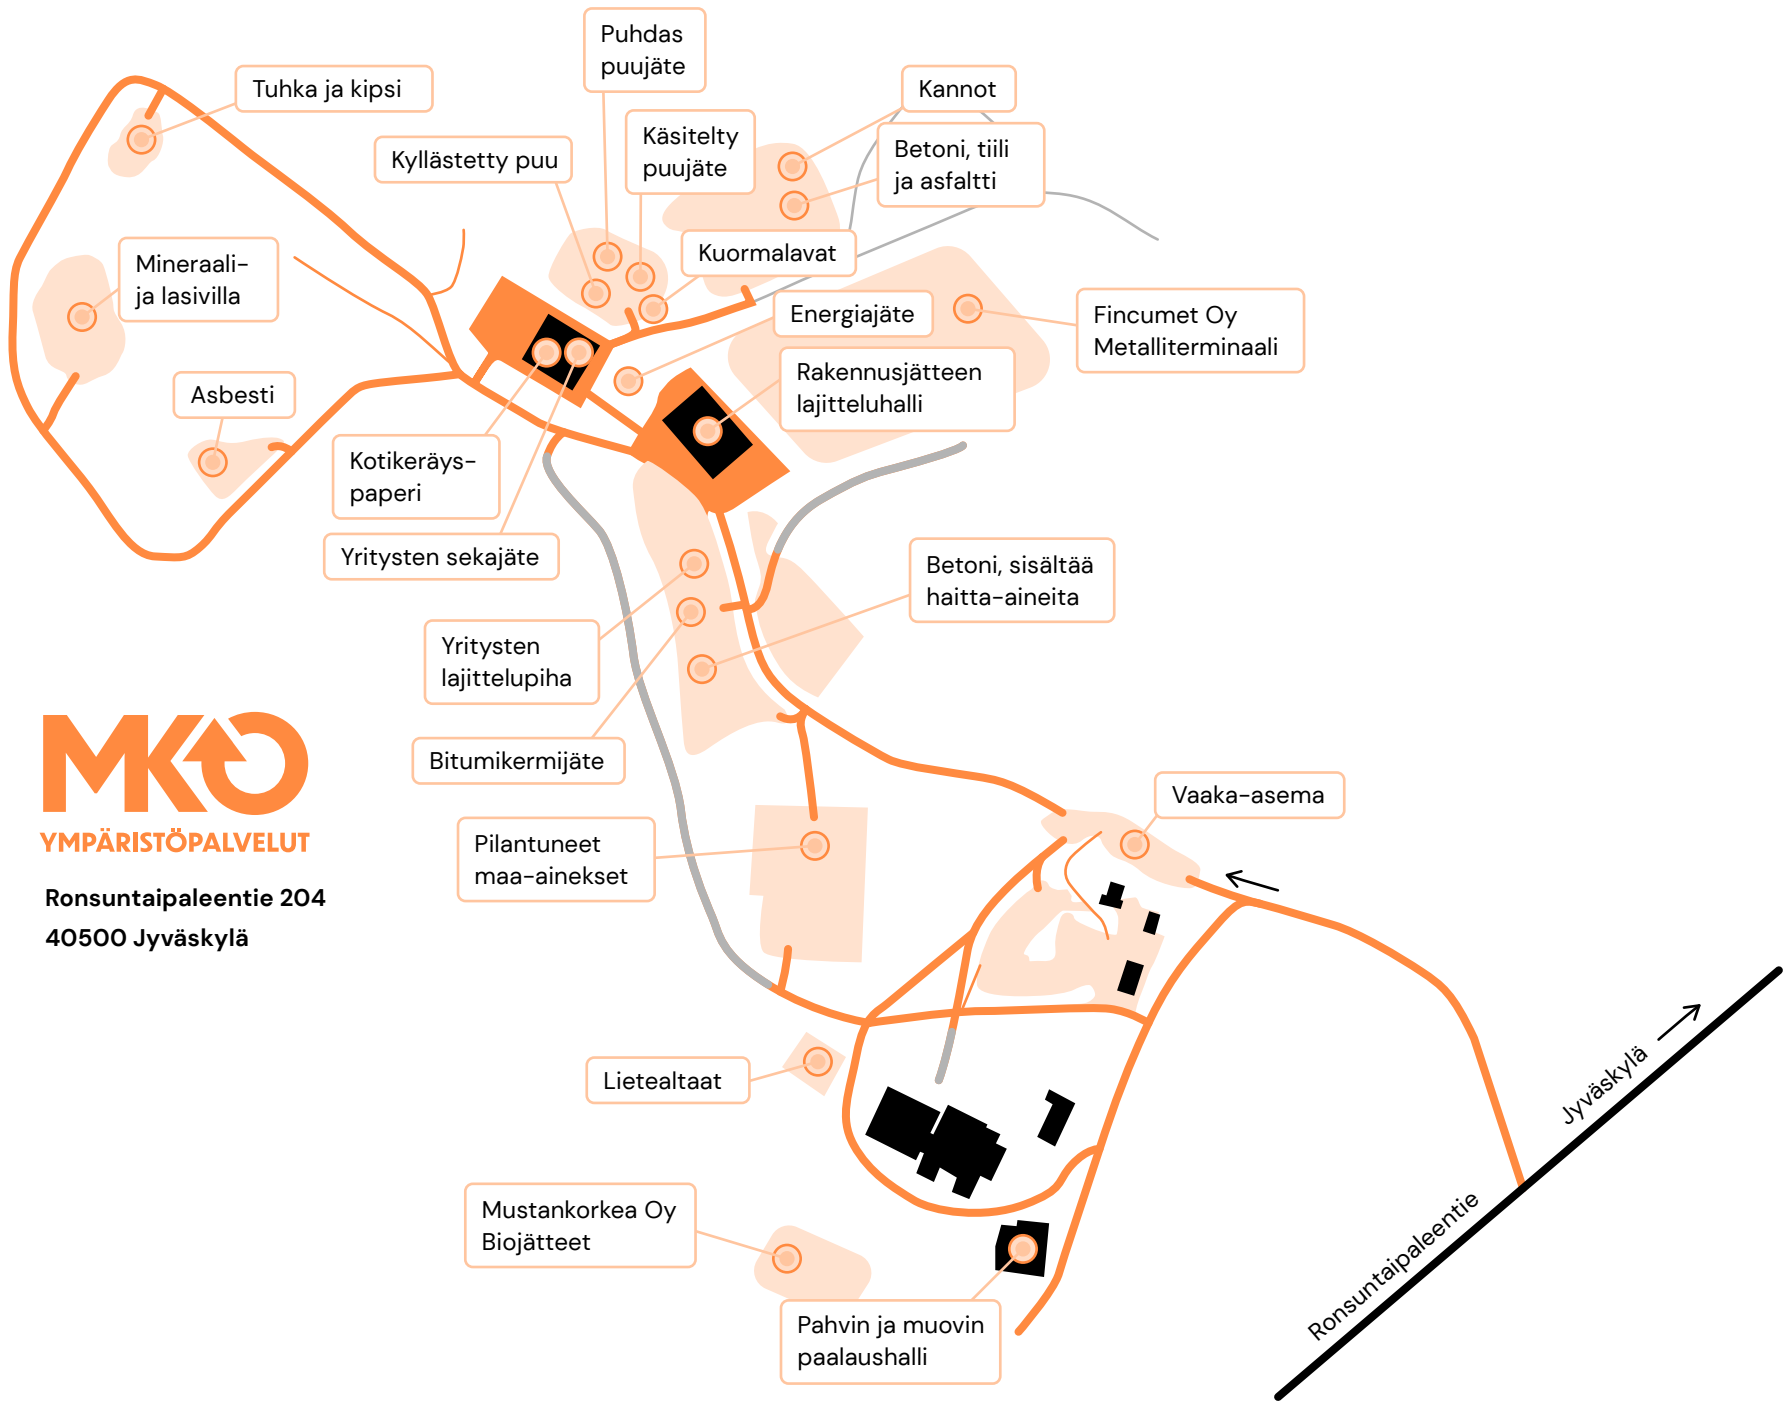 Puhdas
puujäte
Tuhka ja kipsi
Kannot
Käsitelty
puujäte
Kyllästetty puu
Betoni, tiili
ja asfaltti
Kuormalavat
Mineraali-
ja lasivilla
Energiajäte
Fincumet Oy
Metalliterminaali
Rakennusjätteen
lajitteluhalli
Asbesti
Kotikeräys-
paperi
Yritysten sekajäte
Betoni, sisältää
haitta-aineita
Yritysten
lajittelupiha
Bitumikermijäte
Vaaka-asema
MKO
YMPÄRISTÖPALVELUT
Ronsuntaipaleentie 204
40500 Jyväskylä
Pilantuneet
maa-ainekset
Lietealtaat
Jyväskylä
Ronsuntaipaleentie
Mustankorkea Oy
Biojätteet
Pahvin ja muovin
paalaushalli